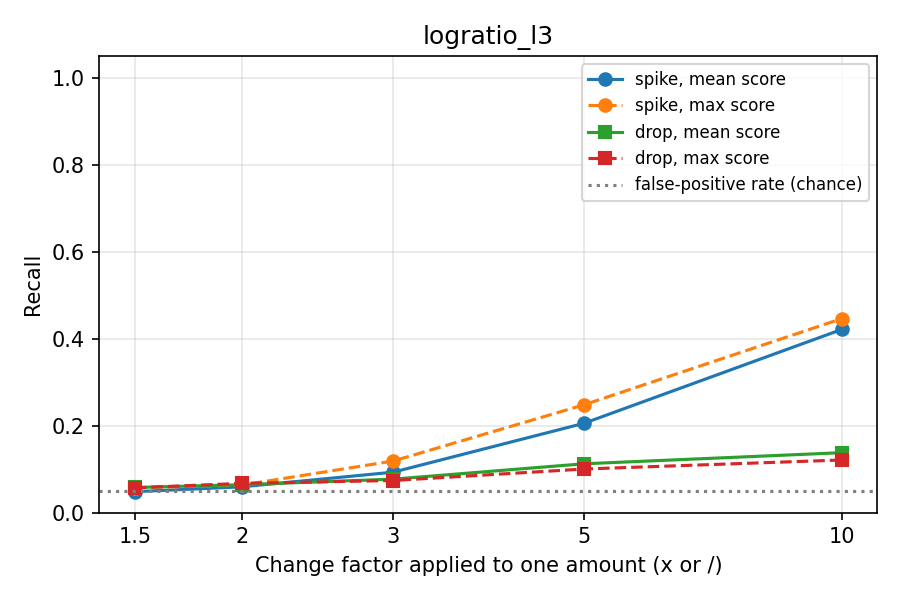 logratio_l3
spike, mean score
spike, max score
drop, mean score
drop, max score
false-positive rate (chance)
Recall
1.0
0.8
0.6
0.4
0.2
0.0
1.5 2 3 5 10
Change factor applied to one amount (x or /)